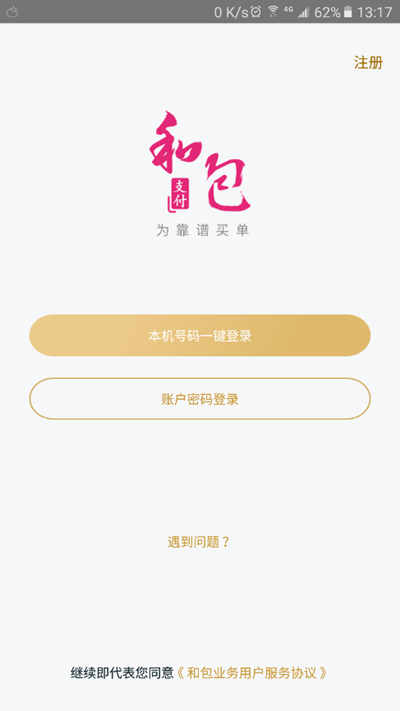 0 K/s 4G 62% 13:17
注册
和包
支付
为靠谱买单
本机号码一键登录
账户密码登录
遇到问题？
继续即代表您同意《和包业务用户服务协议》